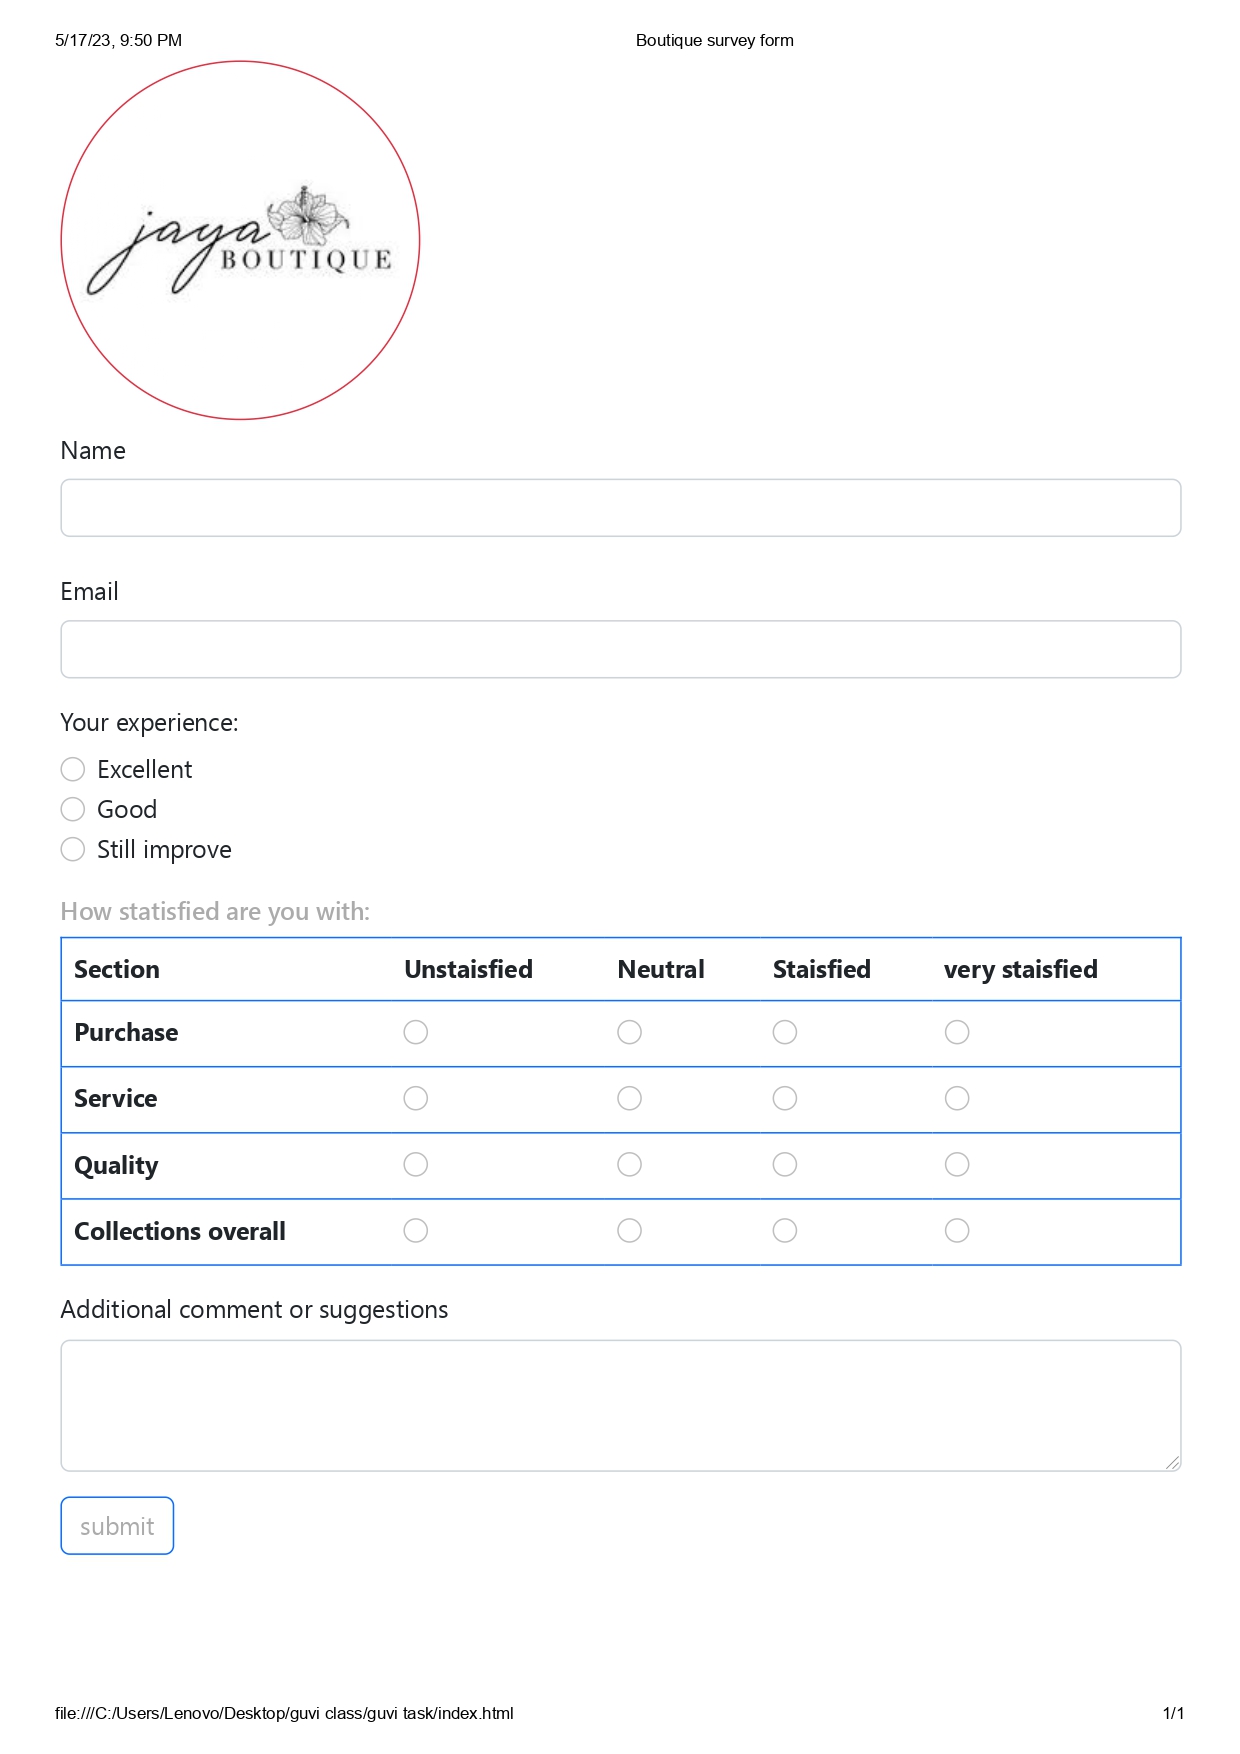 5/17/23, 9:50 PM Boutique survey form
jaya
BOUTIQUE
Name
Email
Your experience:
Excellent
Good
Still improve
How statisfied are you with:
Section Unstaisfied Neutral Staisfied very staisfied
Purchase
Service
Quality
Collections overall
Additional comment or suggestions
submit
file:///C:/Users/Lenovo/Desktop/guvi class/guvi task/index.html 1/1